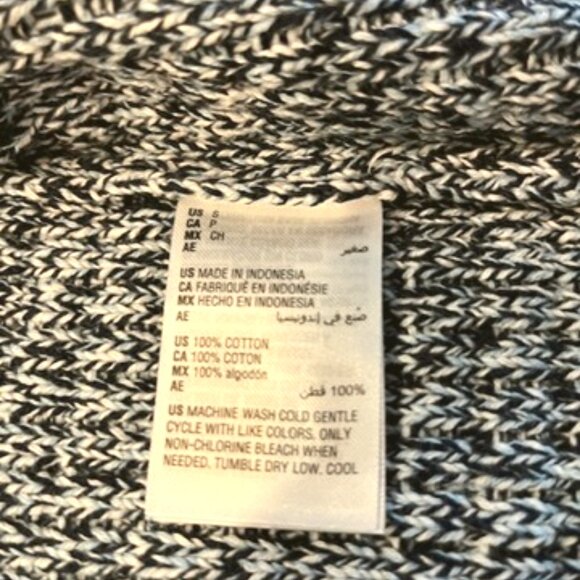 US S
CA P
MX CH
AE صغير
US MADE IN INDONESIA
CA FABRIQUÉ EN INDONÉSIE
MX HECHO EN INDONESIA
AE صنع في إندونيسيا
US 100% COTTON
CA 100% COTON
MX 100% algodón
AE 100% قطن
US MACHINE WASH COLD GENTLE
CYCLE WITH LIKE COLORS. ONLY
NON-CHLORINE BLEACH WHEN
NEEDED. TUMBLE DRY LOW. COOL